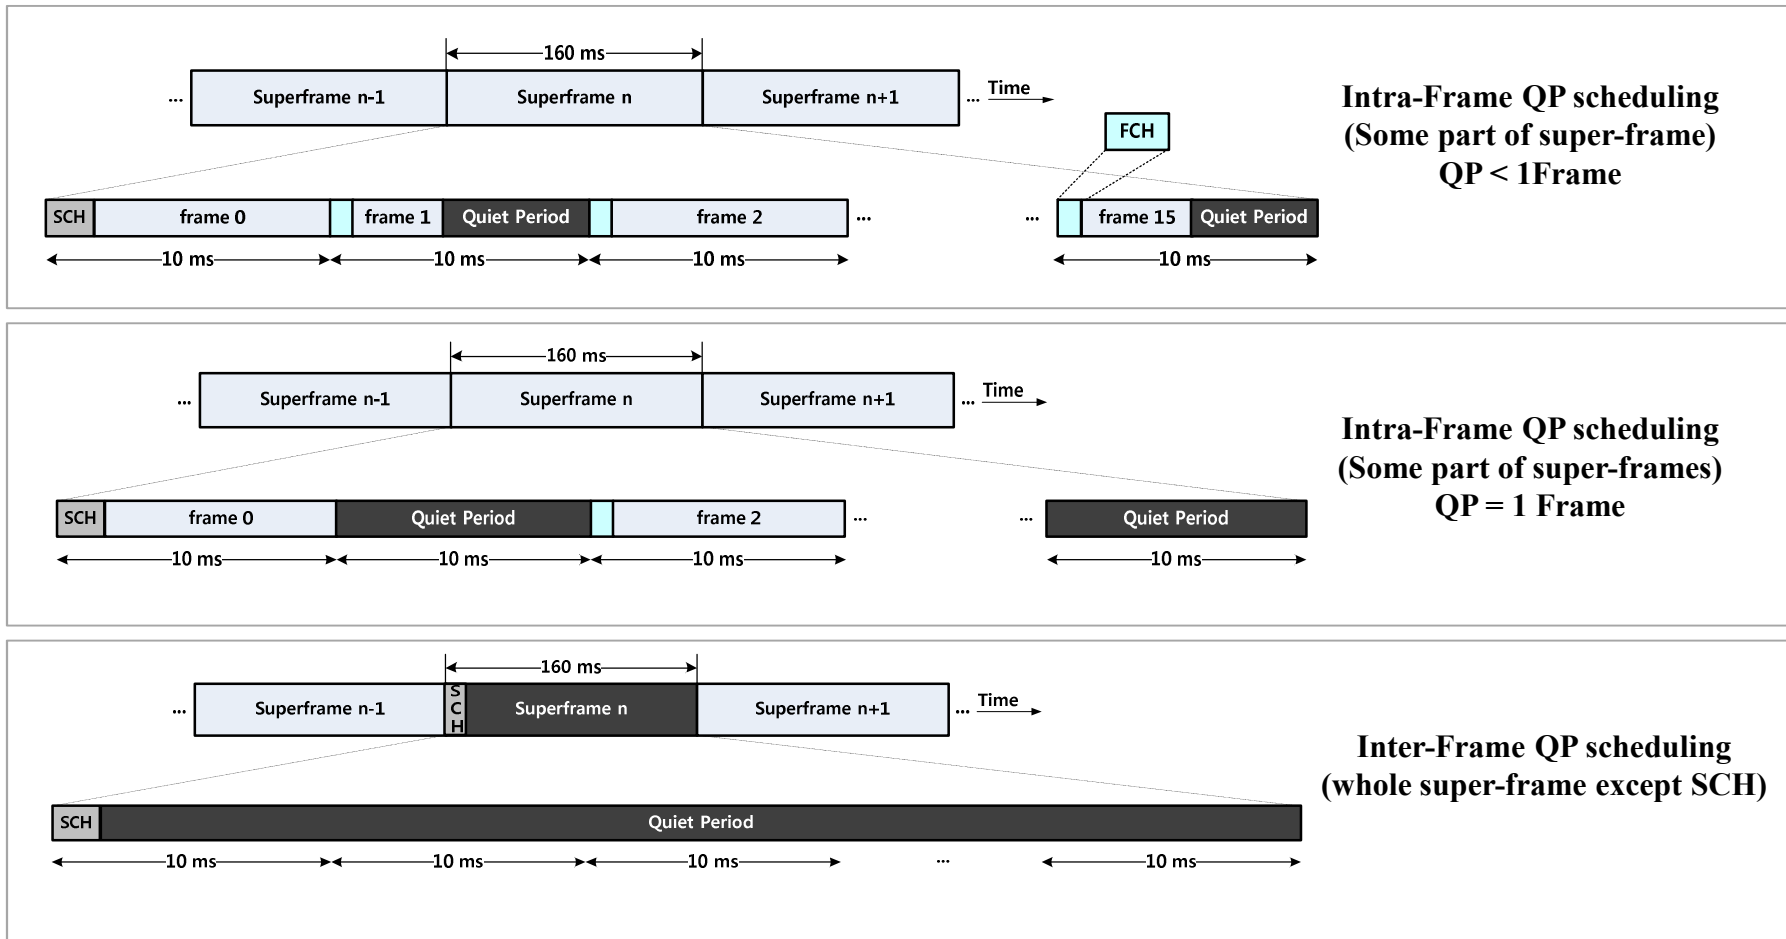 160 ms
... Superframe n-1 Superframe n Superframe n+1 ... Time
Intra-Frame QP scheduling
(Some part of super-frame)
QP < 1Frame
FCH
SCH frame 0 frame 1 Quiet Period frame 2 ... ... frame 15 Quiet Period
10 ms 10 ms 10 ms 10 ms
160 ms
... Superframe n-1 Superframe n Superframe n+1 ... Time
Intra-Frame QP scheduling
(Some part of super-frames)
QP = 1 Frame
SCH frame 0 Quiet Period frame 2 ... ... Quiet Period
10 ms 10 ms 10 ms 10 ms
160 ms
... Superframe n-1 SCH Superframe n Superframe n+1 ... Time
Inter-Frame QP scheduling
(whole super-frame except SCH)
SCH Quiet Period
10 ms 10 ms 10 ms ... 10 ms